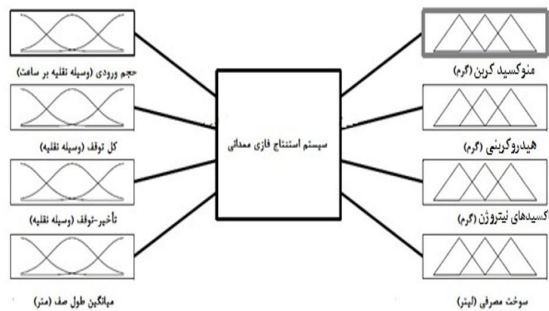 حجم ورودی (وسیله نقلیه بر ساعت)
کل توقف (وسیله نقلیه)
تأخیر-توقف (وسیله نقلیه)
میانگین طول صف (متر)
سیستم استنتاج فازی ممدانی
منوکسید کربن (گرم)
هیدروکربنی (گرم)
کسیدهای نیتروژن (گرم)
سوخت مصرفی (لیتر)